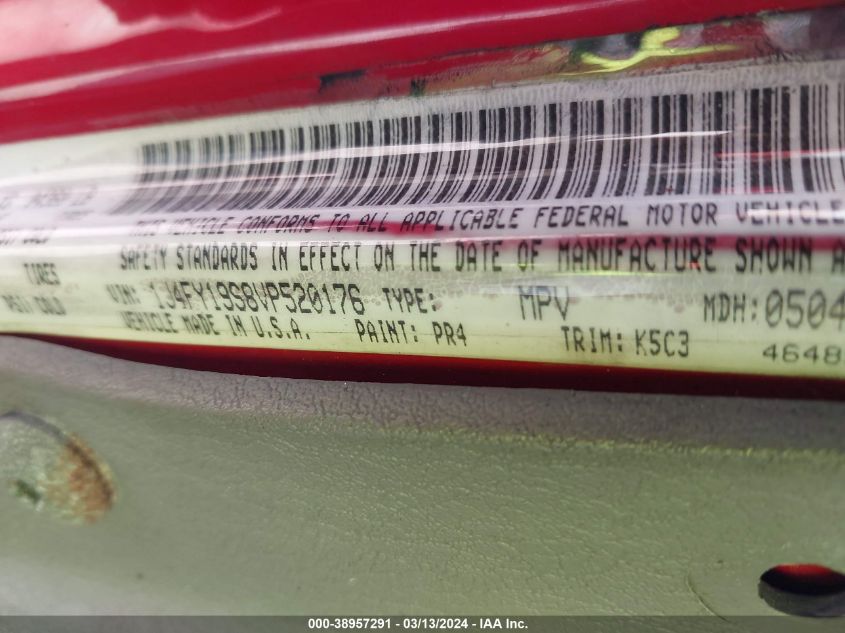 THIS VEHICLE CONFORMS TO ALL APPLICABLE FEDERAL MOTOR VEHICLE
SAFETY STANDARDS IN EFFECT ON THE DATE OF MANUFACTURE SHOWN A
TIRES
COLD
VIN: 1J4FY19S8VP520176 TYPE: MPV MDH: 0504
VEHICLE MADE IN U.S.A. PAINT: PR4 TRIM: K5C3 4648
000-38957291 - 03/13/2024 - IAA Inc.